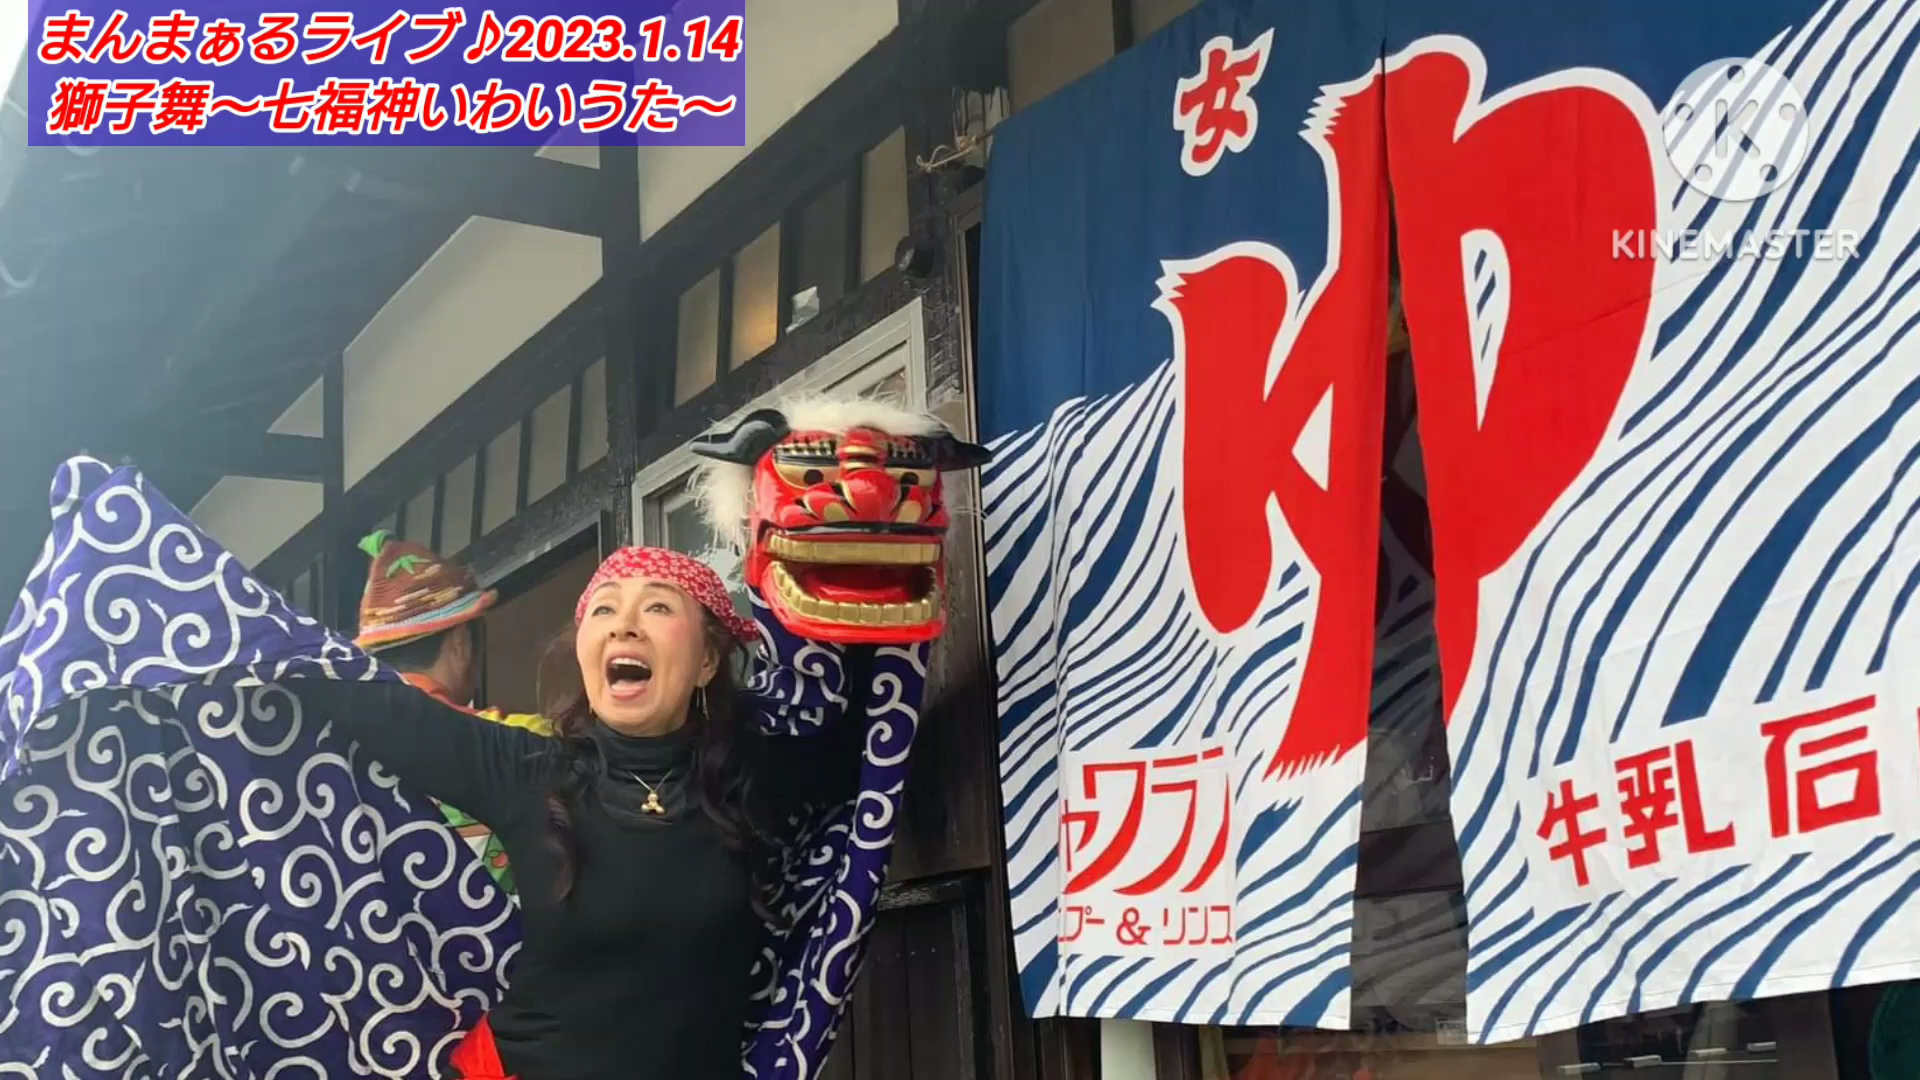 まんまぁるライブ♪2023.1.14
獅子舞～七福神いわいうた～
女
ゆ
K
KINEMASTER
牛乳石
ャワラン
ンプー & リンス